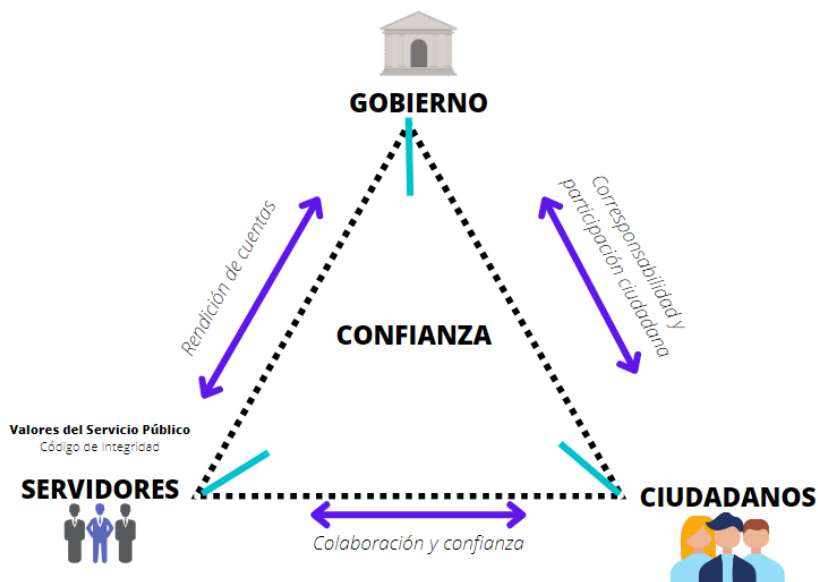 GOBIERNO
Rendición de cuentas
Corresponsabilidad y
participación ciudadana
CONFIANZA
Valores del Servicio Público
Código de Integridad
SERVIDORES
CIUDADANOS
Colaboración y confianza